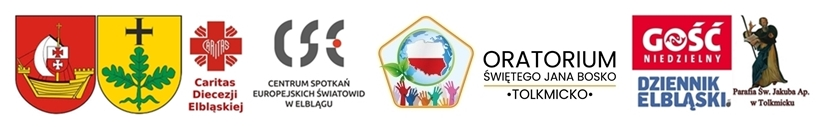 CARITAS
Caritas
Diecezji
Elbląskiej
CSE
CENTRUM SPOTKAŃ
EUROPEJSKICH ŚWIATOWID
W ELBLĄGU
ORATORIUM
ŚWIĘTEGO JANA BOSKO
•TOLKMICKO•
GOŚĆ
NIEDZIELNY
DZIENNIK
ELBLĄSKI
Parafia Św. Jakuba Ap.
w Tolkmicku